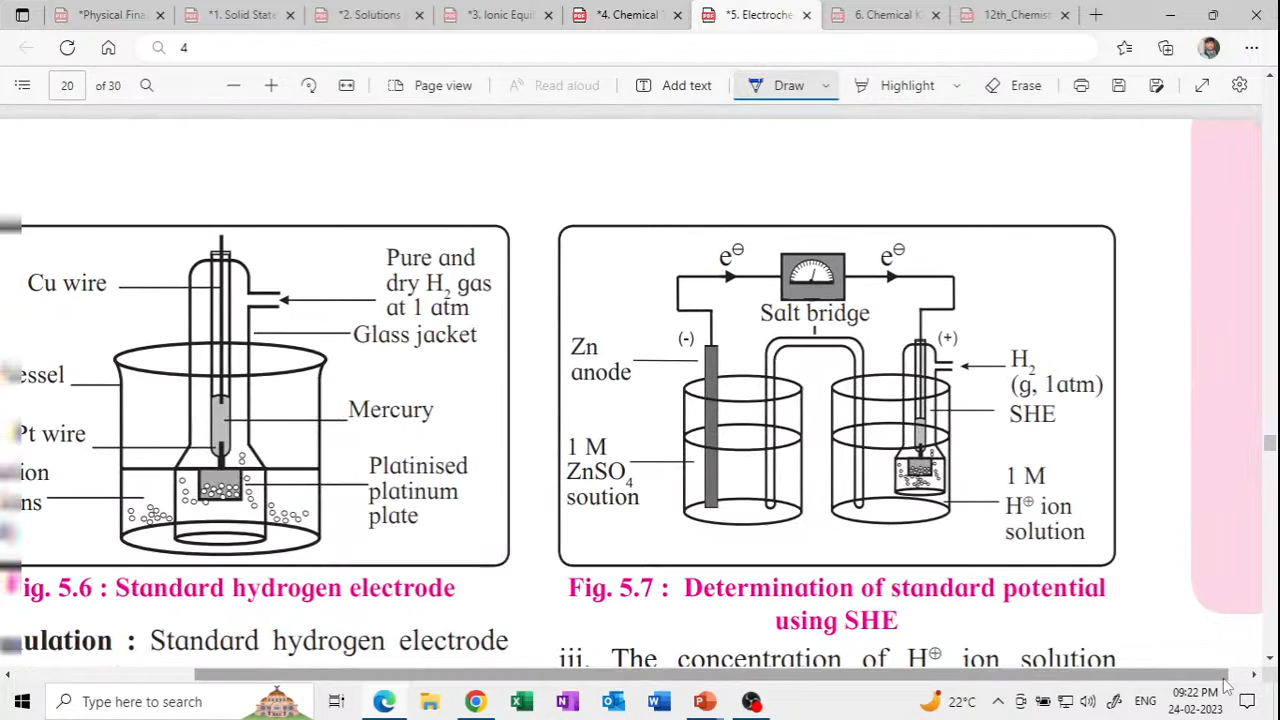 *Physical Fina
*1. Solid State
*2. Solutions
*3. Ionic Equi
*4. Chemical T
*5. Electroche
6. Chemical K
12th_Chemist
4
20 of 30
Page view
Read aloud
Add text
Draw
Highlight
Erase
Cu wire
Pure and
dry H₂ gas
at 1 atm
Glass jacket
essel
Mercury
Pt wire
Platinised
platinum
plate
ion
ns
ig. 5.6 : Standard hydrogen electrode
ulation : Standard hydrogen electrode
e⊖
e⊖
Salt bridge
(-)
(+)
Zn
anode
H₂
(g, 1atm)
SHE
1 M
ZnSO₄
soution
1 M
H⊕ ion
solution
Fig. 5.7 : Determination of standard potential
using SHE
iii. The concentration of H⊕ ion solution
Type here to search
22°C
ENG
09:22 PM
24-02-2023